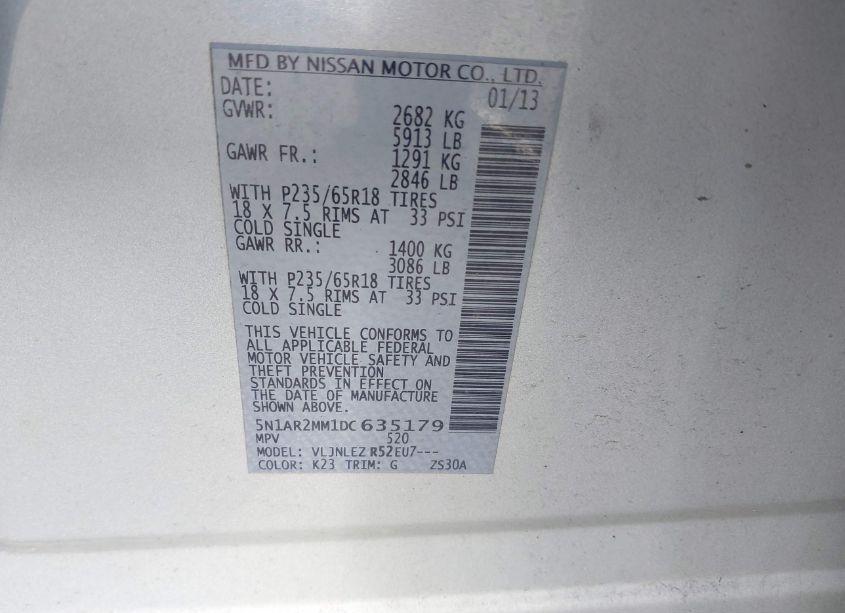 MFD BY NISSAN MOTOR CO., LTD.
DATE: 01/13
GVWR: 2682 KG
5913 LB
GAWR FR.: 1291 KG
2846 LB
WITH P235/65R18 TIRES
18 X 7.5 RIMS AT 33 PSI
COLD SINGLE
GAWR RR.: 1400 KG
3086 LB
WITH P235/65R18 TIRES
18 X 7.5 RIMS AT 33 PSI
COLD SINGLE
THIS VEHICLE CONFORMS TO
ALL APPLICABLE FEDERAL
MOTOR VEHICLE SAFETY AND
THEFT PREVENTION
STANDARDS IN EFFECT ON
THE DATE OF MANUFACTURE
SHOWN ABOVE.
5N1AR2MM1DC635179
MPV 520
MODEL: VLJNLEZ R52EU7---
COLOR: K23 TRIM: G ZS30A